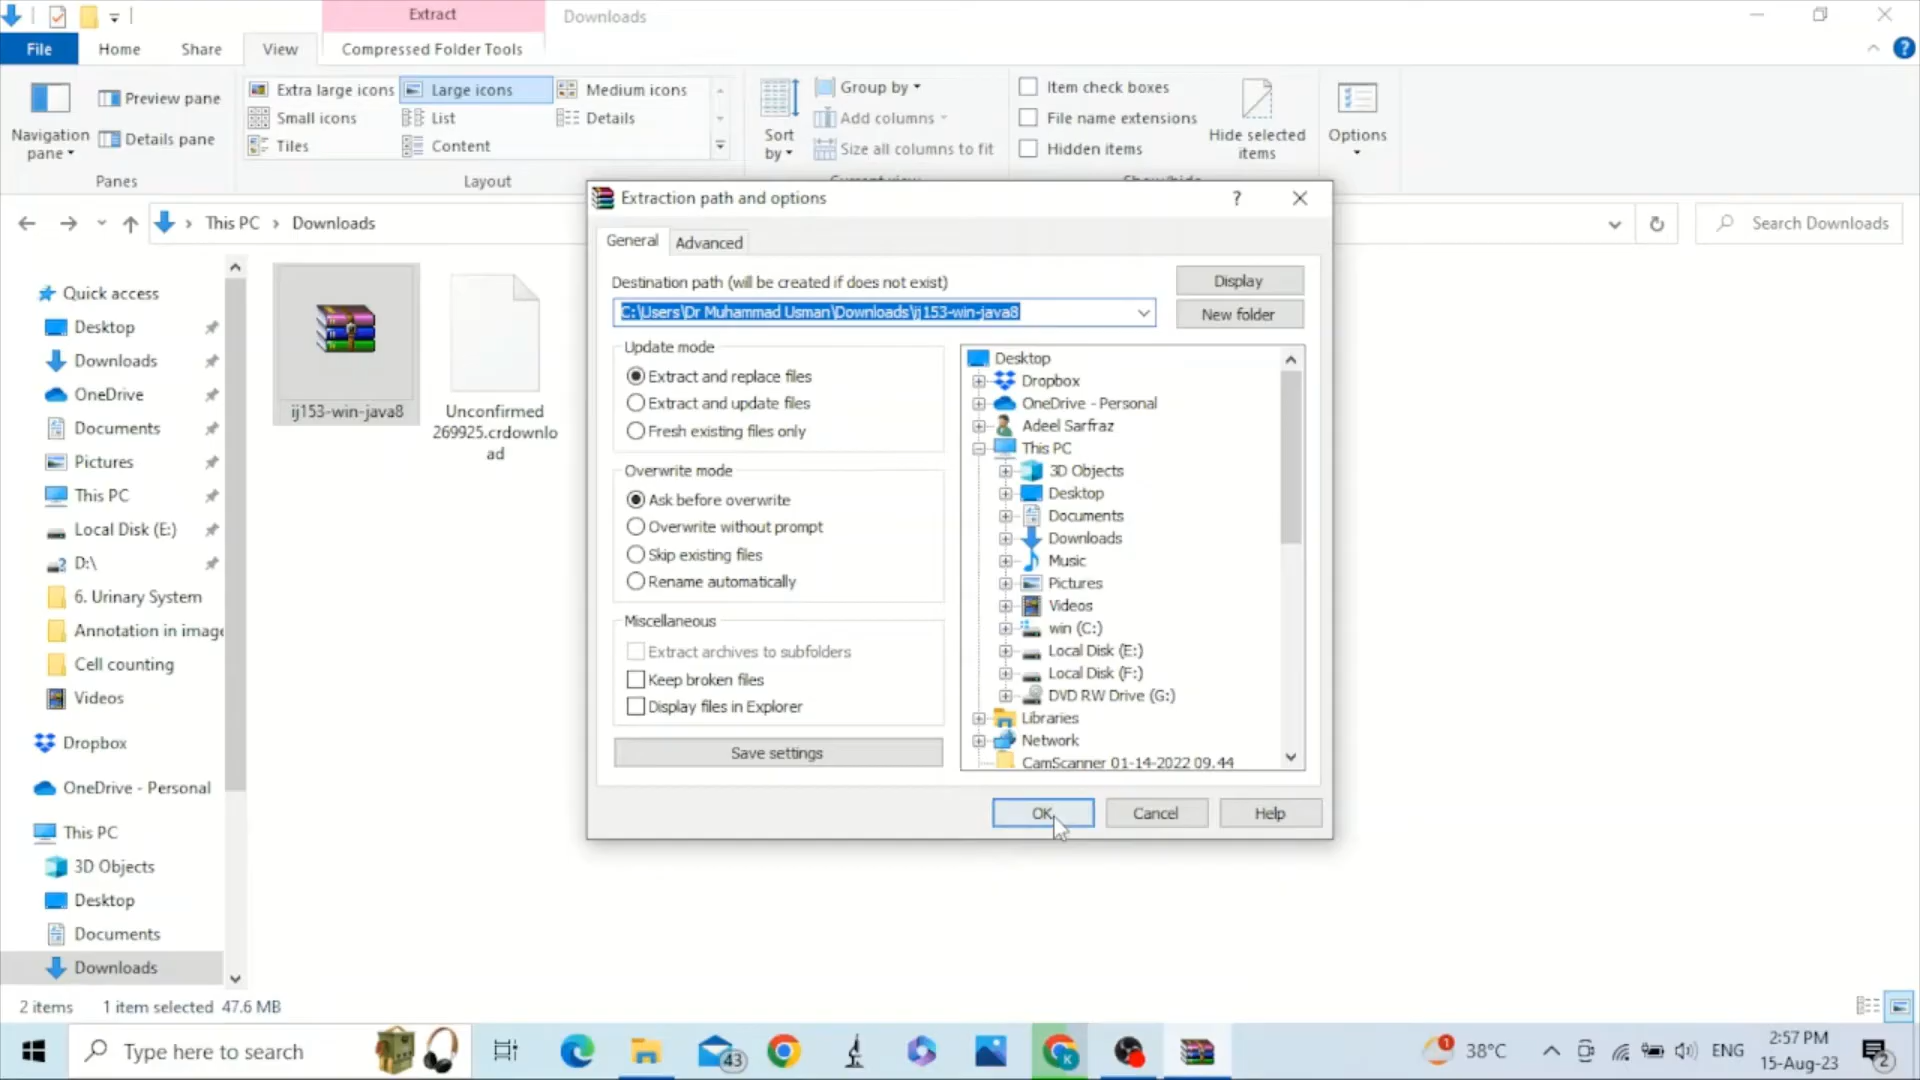 Extract
Downloads
File
Home
Share
View
Compressed Folder Tools
Navigation
pane
Preview pane
Details pane
Panes
Extra large icons
Large icons
Medium icons
Small icons
List
Details
Tiles
Content
Layout
Sort
by
Group by
Add columns
Size all columns to fit
Current view
Item check boxes
File name extensions
Hidden items
Hide selected
items
Show/hide
Options
This PC
Downloads
Search Downloads
Quick access
Desktop
Downloads
OneDrive
Documents
Pictures
This PC
Local Disk (E:)
D:\
6. Urinary System
Annotation in image
Cell counting
Videos
Dropbox
OneDrive - Personal
This PC
3D Objects
Desktop
Documents
Downloads
ij153-win-java8
Unconfirmed
269925.crdownlo
ad
Extraction path and options
?
General
Advanced
Destination path (will be created if does not exist)
C:\Users\Dr Muhammad Usman\Downloads\ij153-win-java8
Display
New folder
Update mode
Extract and replace files
Extract and update files
Fresh existing files only
Overwrite mode
Ask before overwrite
Overwrite without prompt
Skip existing files
Rename automatically
Miscellaneous
Extract archives to subfolders
Keep broken files
Display files in Explorer
Save settings
Desktop
Dropbox
OneDrive - Personal
Adeel Sarfraz
This PC
3D Objects
Desktop
Documents
Downloads
Music
Pictures
Videos
win (C:)
Local Disk (E:)
Local Disk (F:)
DVD RW Drive (G:)
Libraries
Network
CamScanner 01-14-2022 09.44
OK
Cancel
Help
2 items
1 item selected 47.6 MB
Type here to search
43
K
1
38°C
ENG
2:57 PM
15-Aug-23
2